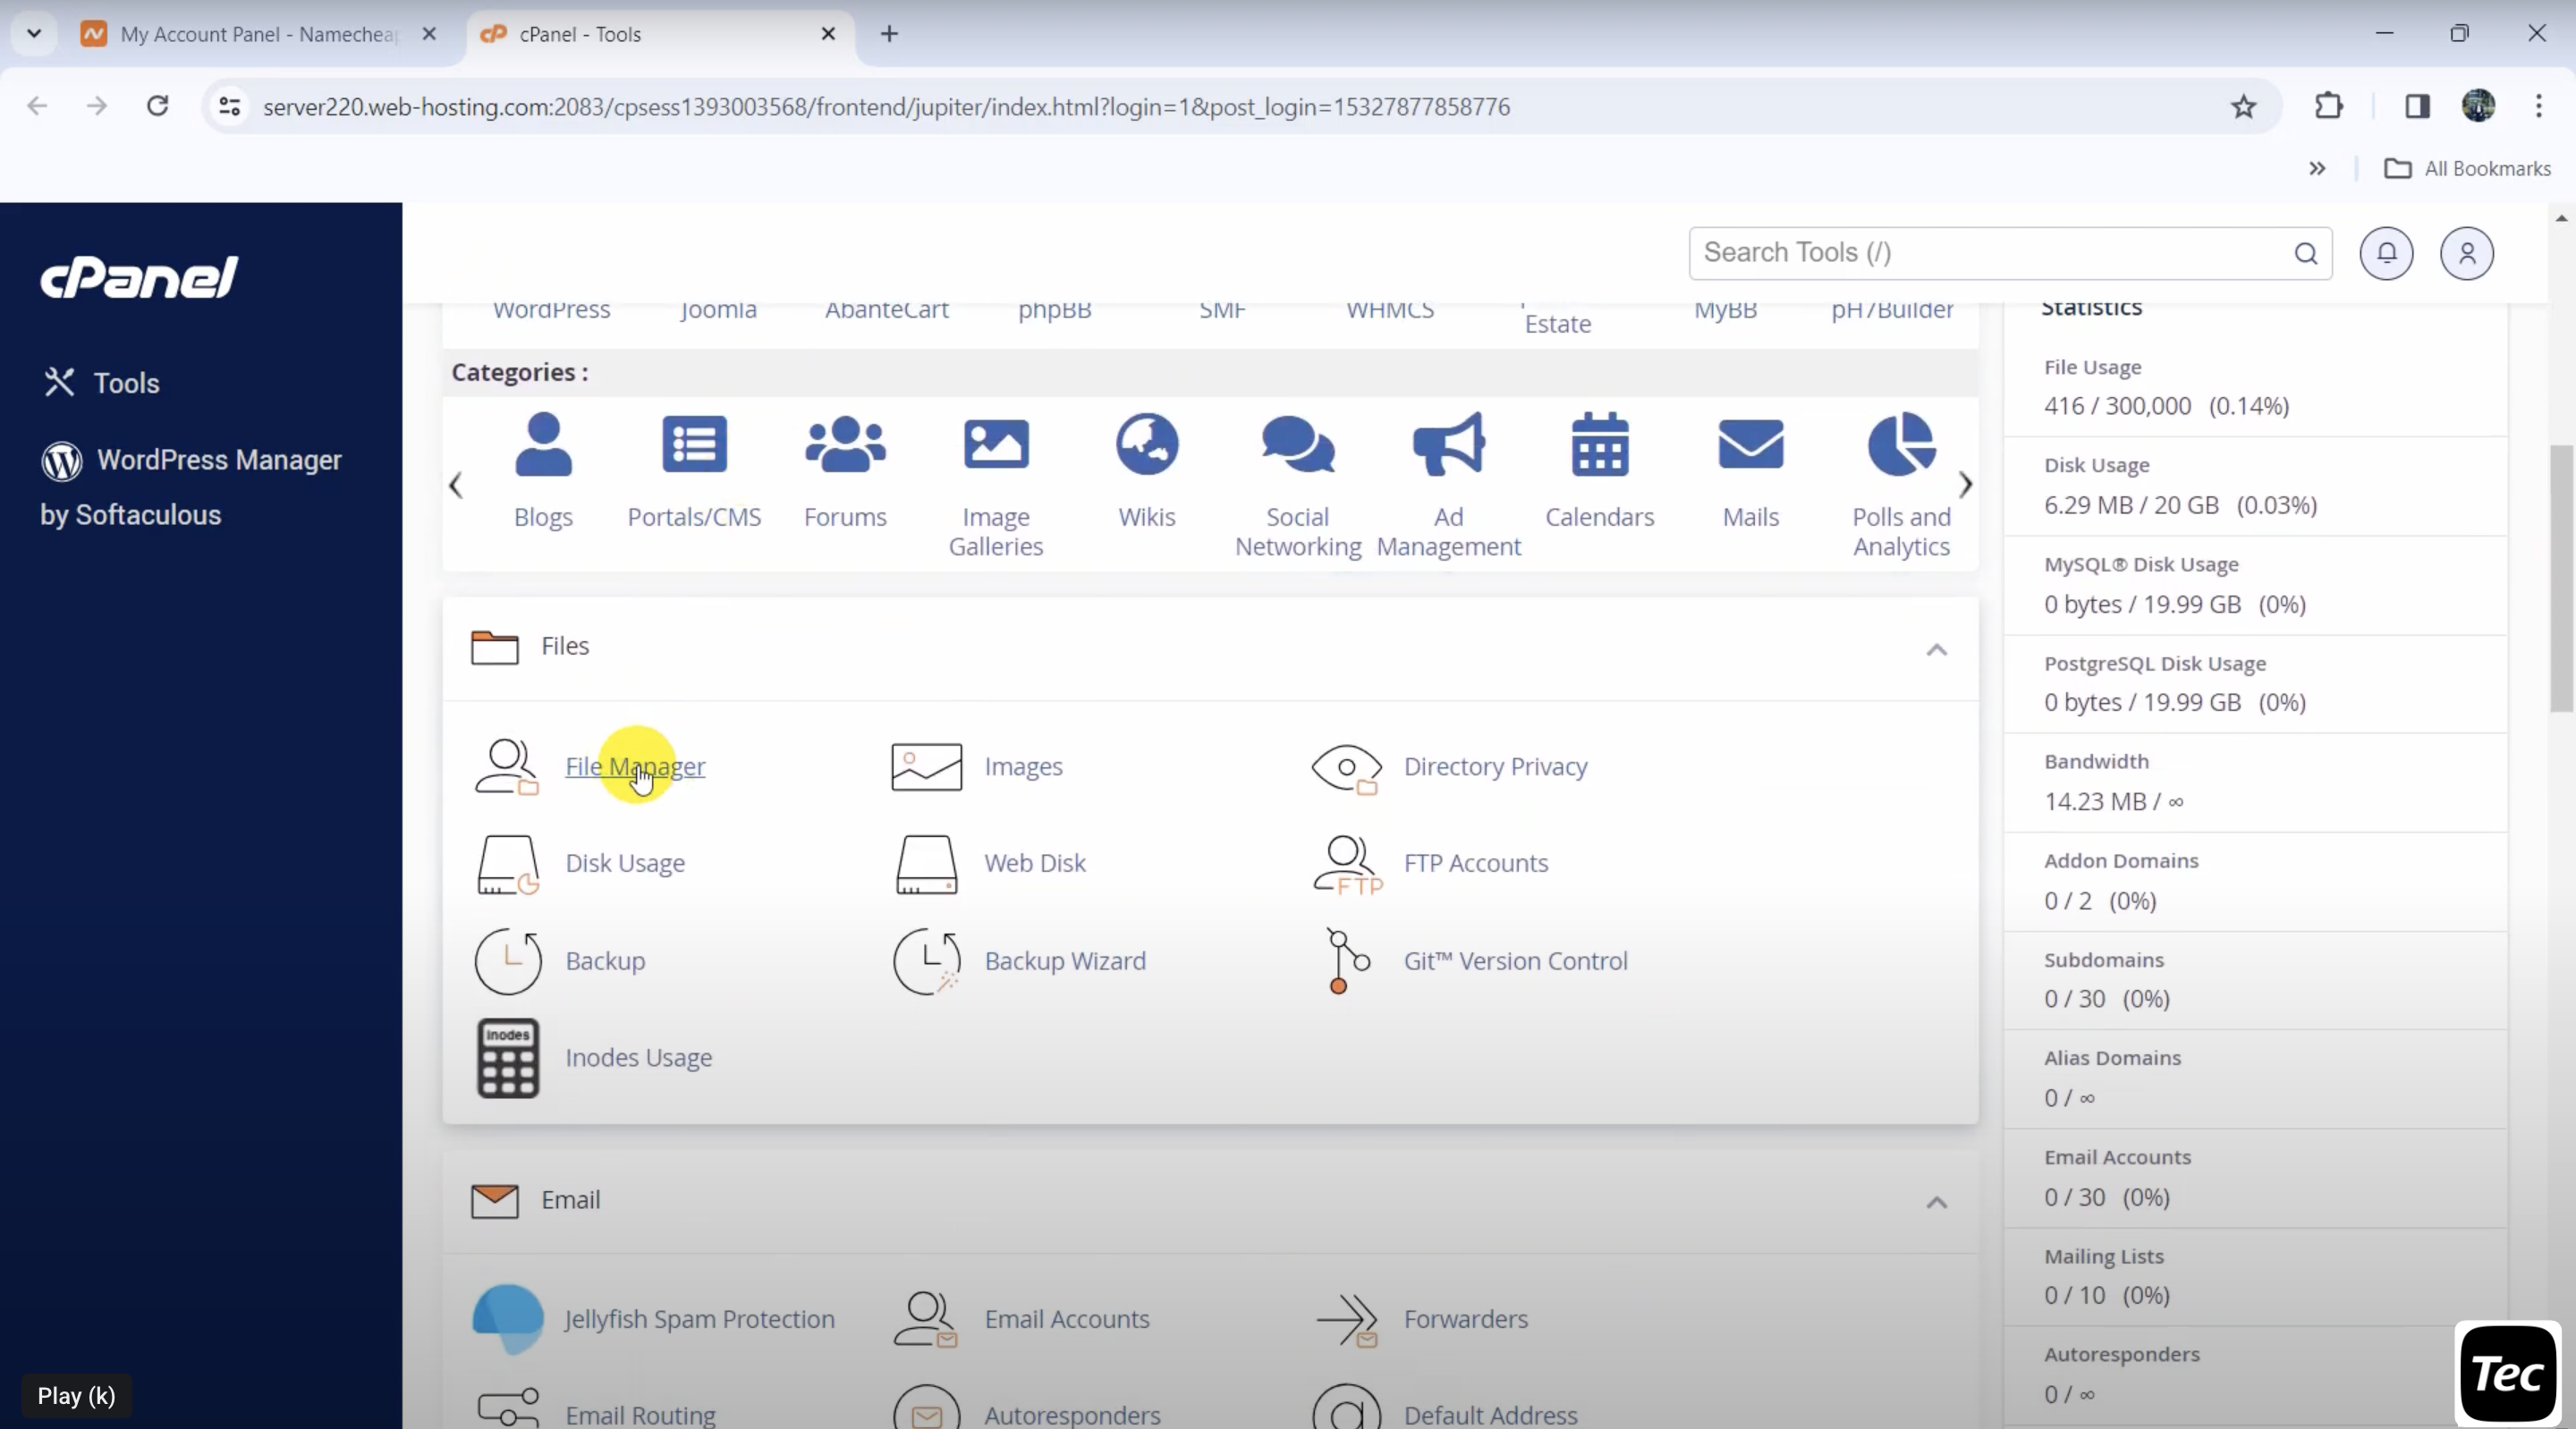 My Account Panel - Namecheap
cPanel - Tools
server220.web-hosting.com:2083/cpsess1393003568/frontend/jupiter/index.html?login=1&post_login=15327877858776
All Bookmarks
cPanel
Search Tools (/)
Tools
WordPress Manager
by Softaculous
WordPress
Joomla
AbanteCart
phpBB
SMF
WHMCS
Estate
MyBB
pH7Builder
Categories :
Blogs
Portals/CMS
Forums
Image
Galleries
Wikis
Social
Networking
Ad
Management
Calendars
Mails
Polls and
Analytics
Files
File Manager
Images
Directory Privacy
Disk Usage
Web Disk
FTP
FTP Accounts
Backup
Backup Wizard
Git™ Version Control
Inodes
Inodes Usage
Email
Jellyfish Spam Protection
Email Accounts
Forwarders
Email Routing
Autoresponders
Default Address
Statistics
File Usage
416 / 300,000 (0.14%)
Disk Usage
6.29 MB / 20 GB (0.03%)
MySQL® Disk Usage
0 bytes / 19.99 GB (0%)
PostgreSQL Disk Usage
0 bytes / 19.99 GB (0%)
Bandwidth
14.23 MB / ∞
Addon Domains
0 / 2 (0%)
Subdomains
0 / 30 (0%)
Alias Domains
0 / ∞
Email Accounts
0 / 30 (0%)
Mailing Lists
0 / 10 (0%)
Autoresponders
0 / ∞
Play (k)
Tec